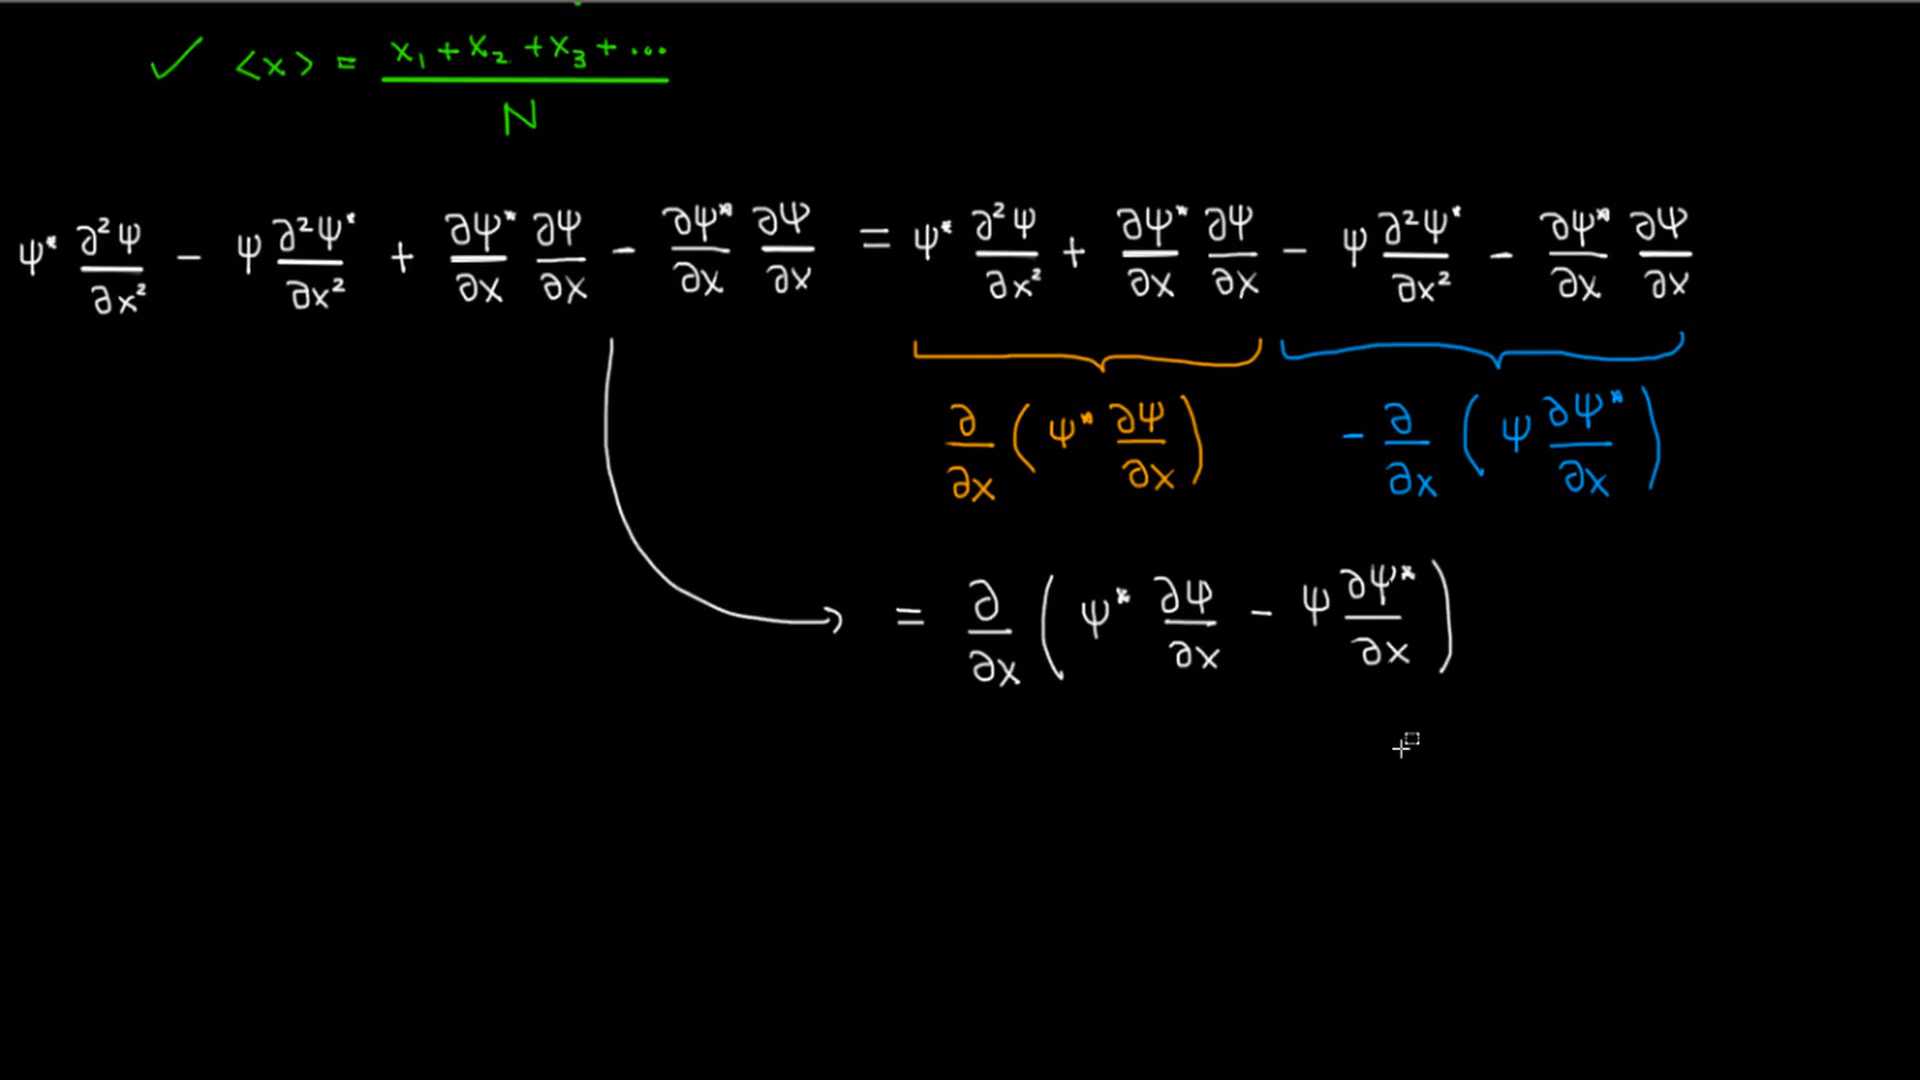 ✓ <x> = (x₁ + x₂ + x₃ + ...) / N
ψ* ∂²ψ/∂x² - ψ ∂²ψ*/∂x² + ∂ψ*/∂x ∂ψ/∂x - ∂ψ*/∂x ∂ψ/∂x = ψ* ∂²ψ/∂x² + ∂ψ*/∂x ∂ψ/∂x - ψ ∂²ψ*/∂x² - ∂ψ*/∂x ∂ψ/∂x
∂/∂x (ψ* ∂ψ/∂x) - ∂/∂x (ψ ∂ψ*/∂x)
= ∂/∂x (ψ* ∂ψ/∂x - ψ ∂ψ*/∂x)